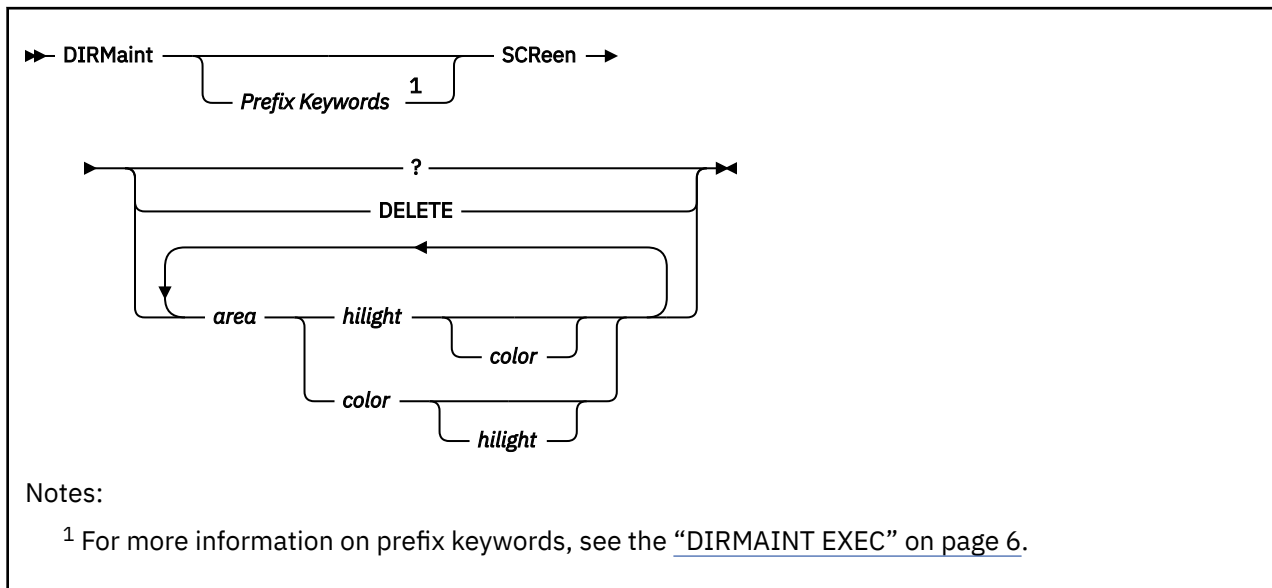 DIRMaint SCReen
Prefix Keywords 1
?
DELETE
area hilight
color
color
hilight
Notes:
1 For more information on prefix keywords, see the “DIRMAINT EXEC” on page 6.